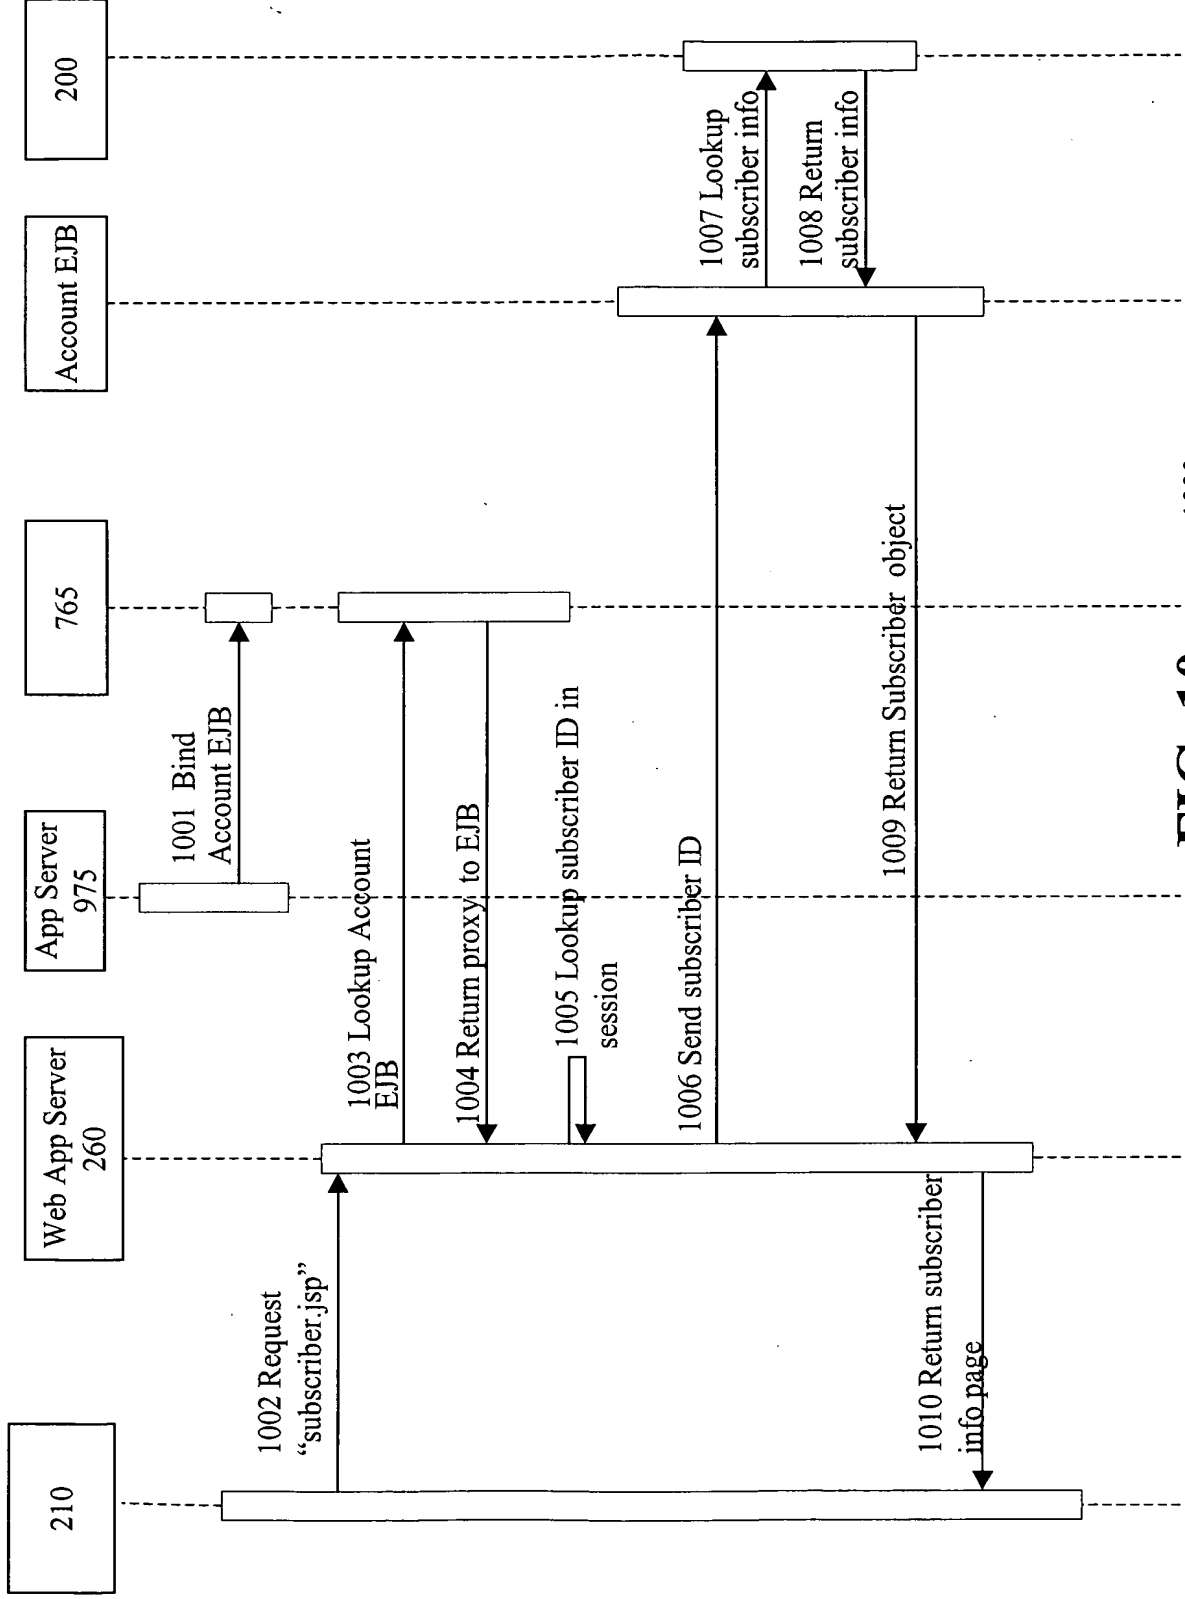 210
Web App Server
260
App Server
975
765
Account EJB
200
1001 Bind
Account EJB
1002 Request
“subscriber.jsp”
1003 Lookup Account
EJB
1004 Return proxy to EJB
1005 Lookup subscriber ID in
session
1006 Send subscriber ID
1007 Lookup
subscriber info
1008 Return
subscriber info
1009 Return Subscriber object
1010 Return subscriber
info page